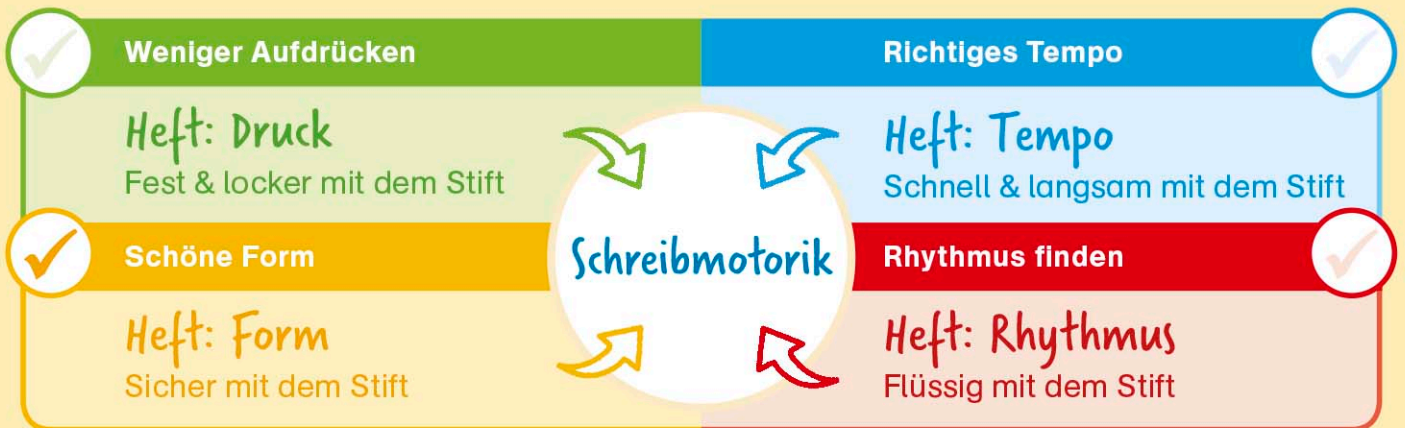 Weniger Aufdrücken
Heft: Druck
Fest & locker mit dem Stift
Richtiges Tempo
Heft: Tempo
Schnell & langsam mit dem Stift
Schöne Form
Heft: Form
Sicher mit dem Stift
Schreibmotorik
Rhythmus finden
Heft: Rhythmus
Flüssig mit dem Stift